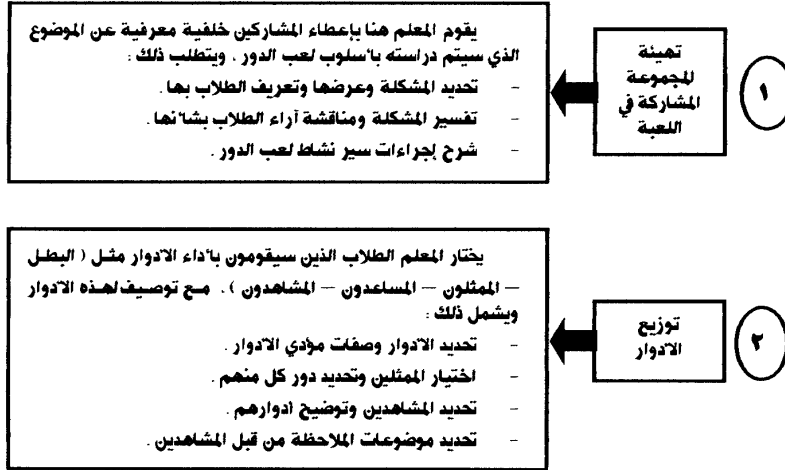 ١
تهيئة
المجموعة
المشاركة في
اللعبة
يقوم المعلم هنا بإعطاء المشاركين خلفية معرفية عن الموضوع
الذي سيتم دراسته بأسلوب لعب الدور ، ويتطلب ذلك :
- تحديد المشكلة وعرضها وتعريف الطلاب بها .
- تفسير المشكلة ومناقشة آراء الطلاب بشأنها .
- شرح إجراءات سير نشاط لعب الدور .
٢
توزيع
الأدوار
يختار المعلم الطلاب الذين سيقومون بأداء الأدوار مثل ( البطل
– الممثلون – المساعدون – المشاهدون ) ، مع توصيف لهذه الأدوار
ويشمل ذلك :
- تحديد الأدوار وصفات مؤدي الأدوار .
- اختيار الممثلين وتحديد دور كل منهم .
- تحديد المشاهدين وتوضيح أدوارهم .
- تحديد موضوعات الملاحظة من قبل المشاهدين .